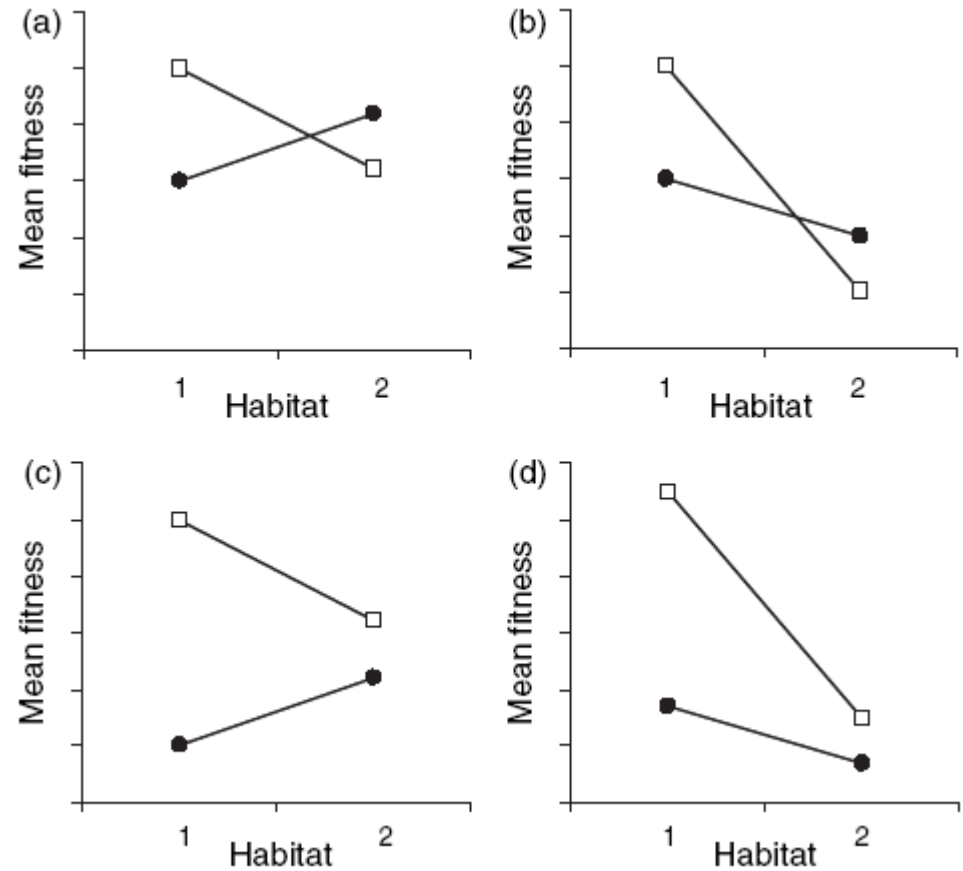 (a)
Mean fitness
1 2
Habitat
(b)
Mean fitness
1 2
Habitat
(c)
Mean fitness
1 2
Habitat
(d)
Mean fitness
1 2
Habitat